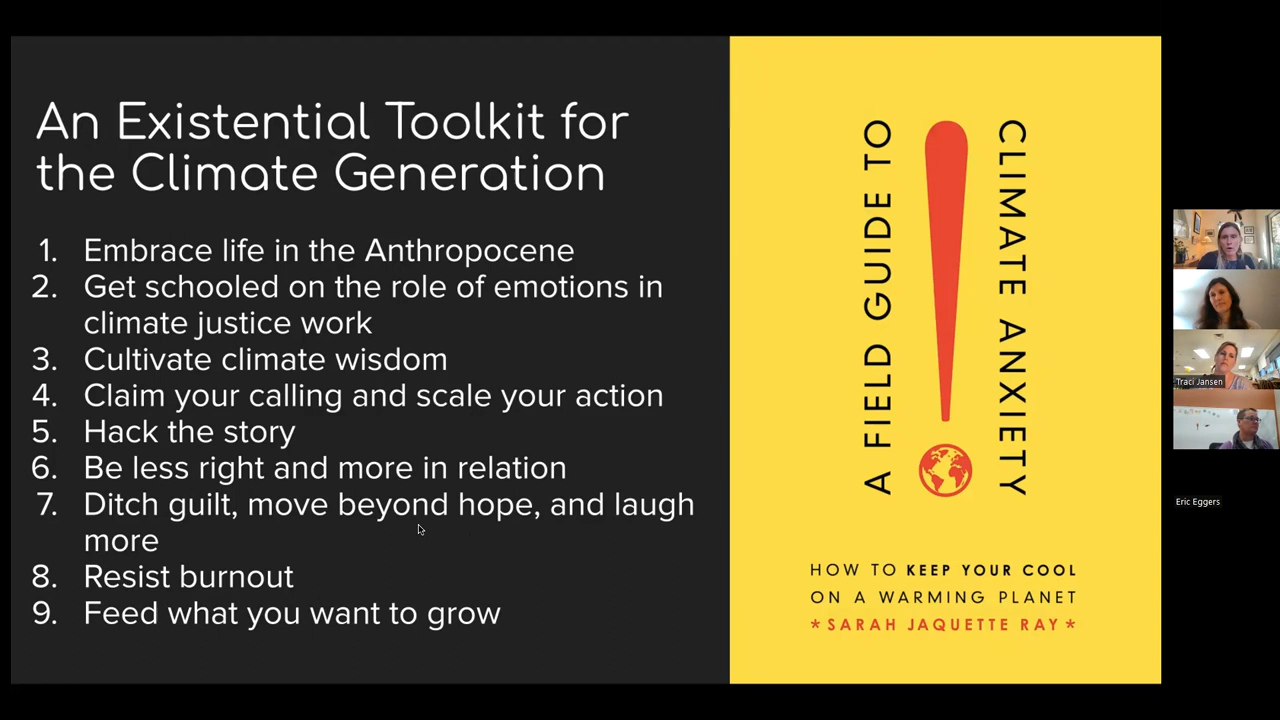 An Existential Toolkit for
the Climate Generation
1. Embrace life in the Anthropocene
2. Get schooled on the role of emotions in
climate justice work
3. Cultivate climate wisdom
4. Claim your calling and scale your action
5. Hack the story
6. Be less right and more in relation
7. Ditch guilt, move beyond hope, and laugh
more
8. Resist burnout
9. Feed what you want to grow
A FIELD GUIDE TO
CLIMATE ANXIETY
HOW TO KEEP YOUR COOL
ON A WARMING PLANET
*SARAH JAQUETTE RAY*
Traci Jansen
Eric Eggers